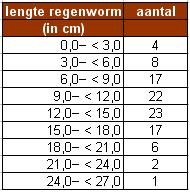 lengte regenworm aantal
(in cm)
0,0– < 3,0 4
3,0– < 6,0 8
6,0– < 9,0 17
9,0– < 12,0 22
12,0– < 15,0 23
15,0– < 18,0 17
18,0– < 21,0 6
21,0– < 24,0 2
24,0– < 27,0 1